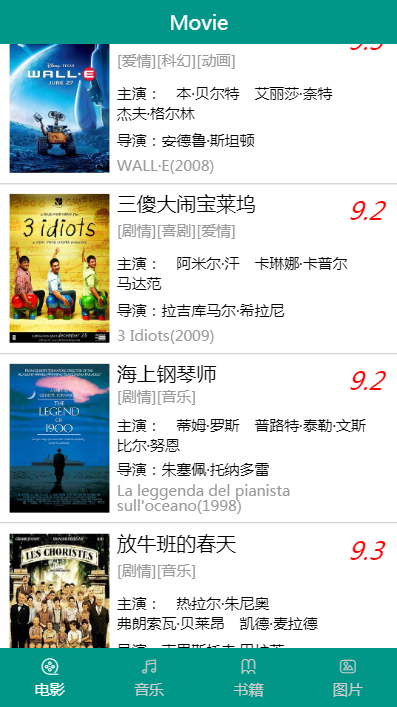 Movie
9.3
[爱情][科幻][动画]
DISNEY·PIXAR
WALL·E
JUNE 27
主演： 本·贝尔特 艾丽莎·奈特
杰夫·格尔林
导演：安德鲁·斯坦顿
WALL·E(2008)
3 idiots
三傻大闹宝莱坞
9.2
[剧情][喜剧][爱情]
主演： 阿米尔·汗 卡琳娜·卡普尔
马达范
导演：拉吉库马尔·希拉尼
3 Idiots(2009)
THE
LEGEND
OF
1900
海上钢琴师
9.2
[剧情][音乐]
主演： 蒂姆·罗斯 普路特·泰勒·文斯
比尔·努恩
导演：朱塞佩·托纳多雷
La leggenda del pianista
sull'oceano(1998)
LES CHORISTES
放牛班的春天
9.3
[剧情][音乐]
主演： 热拉尔·朱尼奥
弗朗索瓦·贝莱昂 凯德·麦拉德
电影
音乐
书籍
图片